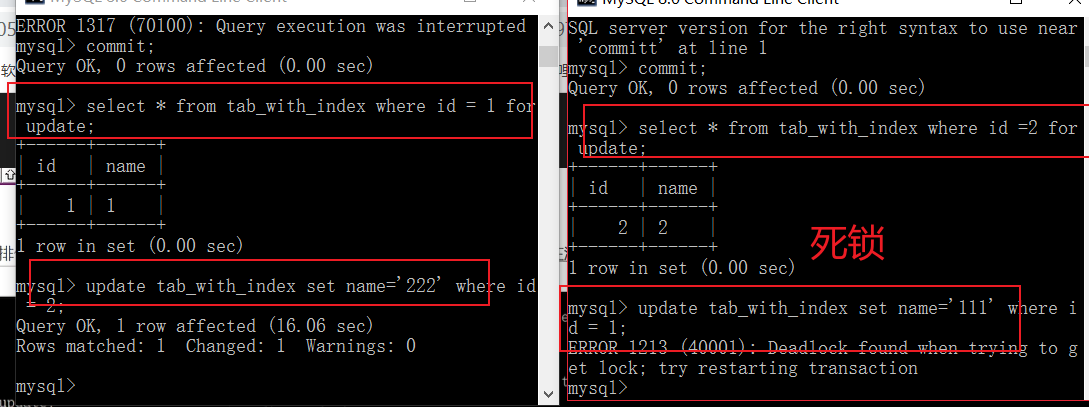 MySQL 8.0 Command Line Client
ERROR 1317 (70100): Query execution was interrupted
mysql> commit;
Query OK, 0 rows affected (0.00 sec)
mysql> select * from tab_with_index where id = 1 for
update;
+------+------+
| id   | name |
+------+------+
|    1 | 1    |
+------+------+
1 row in set (0.00 sec)
mysql> update tab_with_index set name='222' where id
= 2;
Query OK, 1 row affected (16.06 sec)
Rows matched: 1  Changed: 1  Warnings: 0
mysql>
MySQL 8.0 Command Line Client
SQL server version for the right syntax to use near
'committ' at line 1
mysql> commit;
Query OK, 0 rows affected (0.00 sec)
mysql> select * from tab_with_index where id =2 for
update;
+------+------+
| id   | name |
+------+------+
|    2 | 2    |
+------+------+
1 row in set (0.00 sec)
死锁
mysql> update tab_with_index set name='111' where i
d = 1;
ERROR 1213 (40001): Deadlock found when trying to g
et lock; try restarting transaction
mysql>